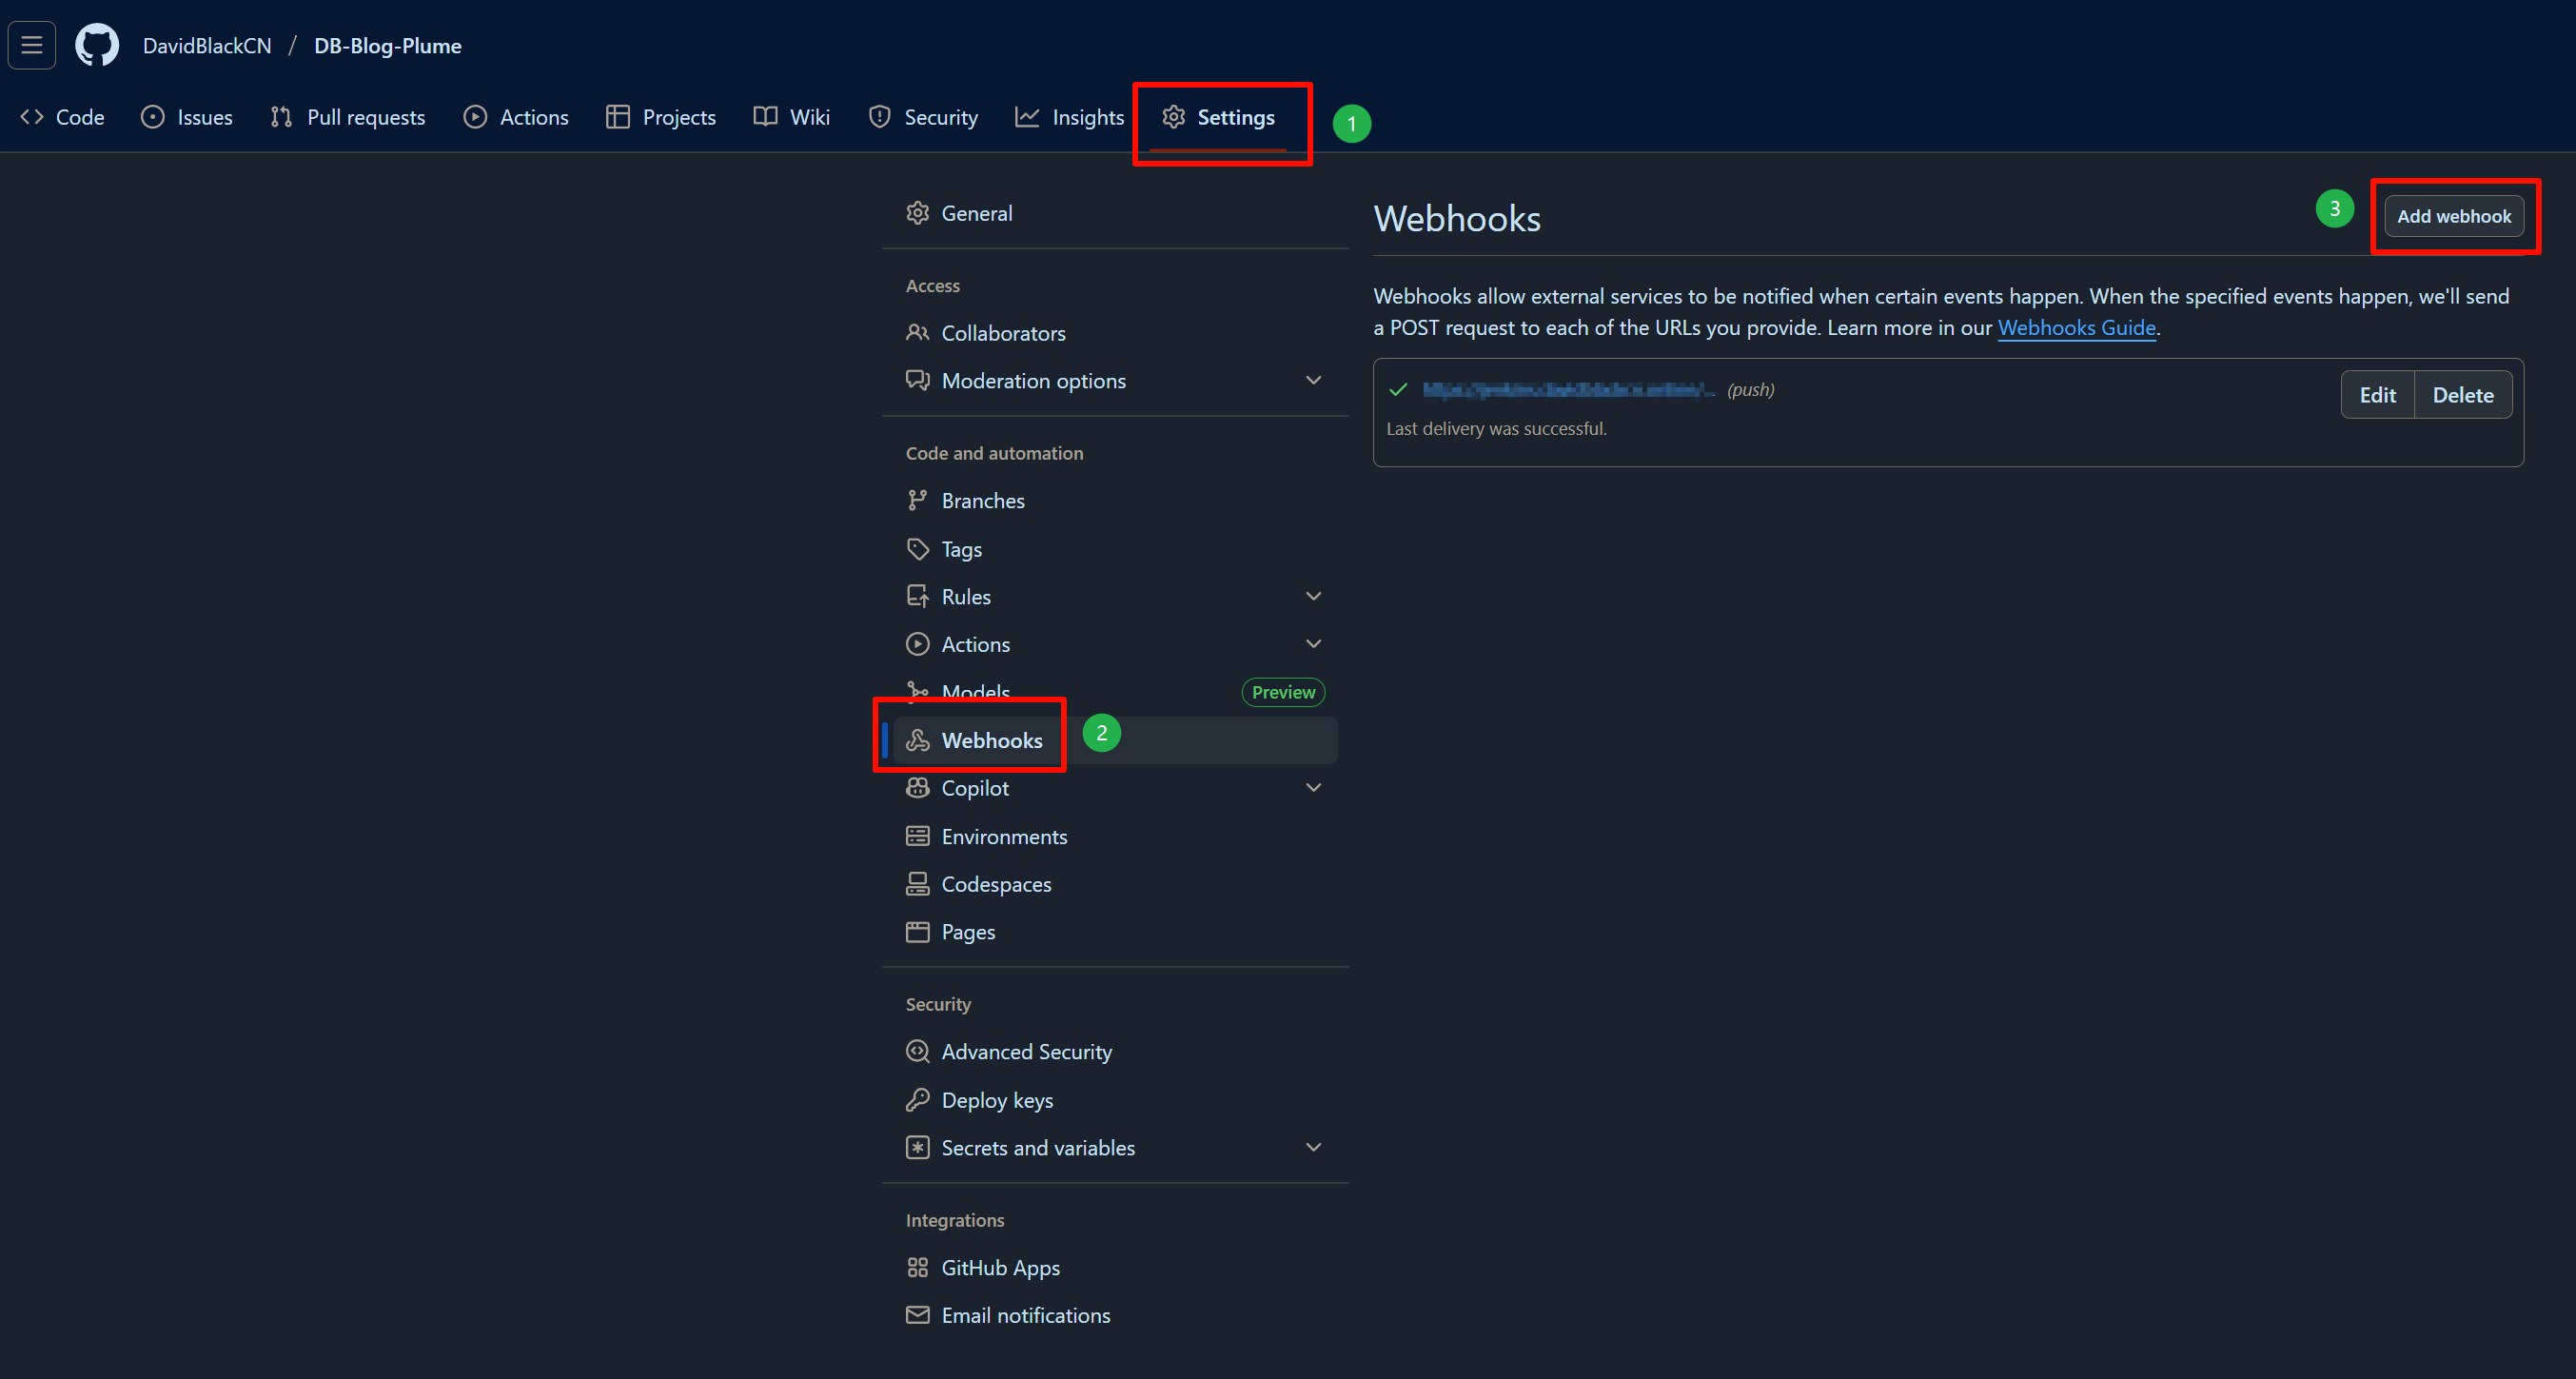 DavidBlackCN / DB-Blog-Plume
Code Issues Pull requests Actions Projects Wiki Security Insights Settings 1
General
Access
Collaborators
Moderation options
Code and automation
Branches
Tags
Rules
Actions
Models Preview
Webhooks 2
Copilot
Environments
Codespaces
Pages
Security
Advanced Security
Deploy keys
Secrets and variables
Integrations
GitHub Apps
Email notifications
Webhooks 3 Add webhook
Webhooks allow external services to be notified when certain events happen. When the specified events happen, we'll send
a POST request to each of the URLs you provide. Learn more in our Webhooks Guide.
(push) Edit Delete
Last delivery was successful.